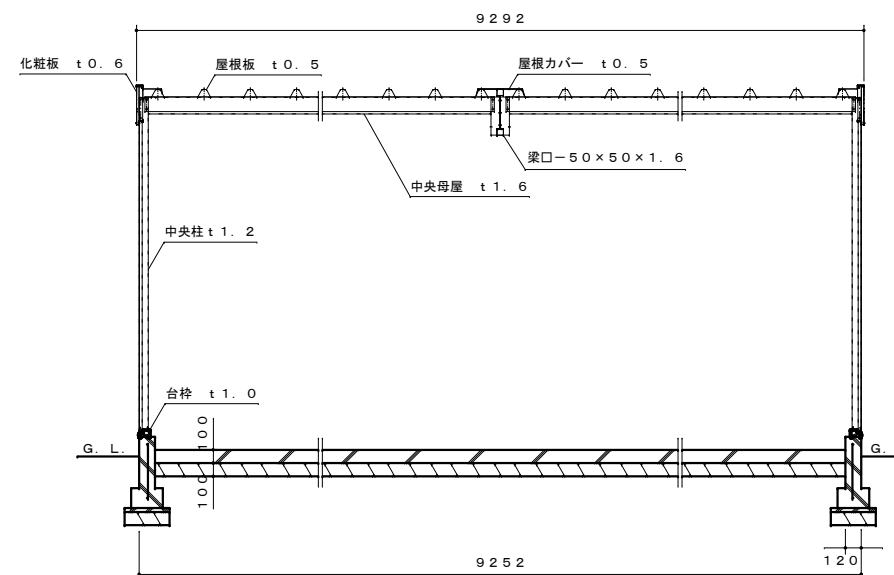 9292
化粧板 t0.6
屋根板 t0.5
屋根カバー t0.5
梁口－50×50×1.6
中央母屋 t1.6
中央柱t1.2
台枠 t1.0
100
G.L.
G.
100
120
9252